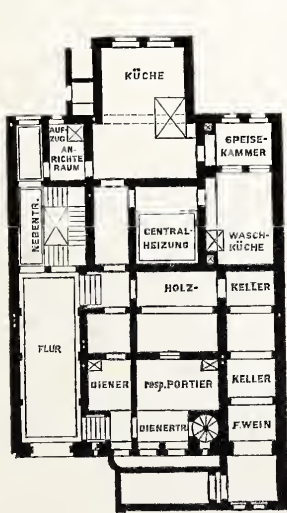 KÜCHE
AUF-
ZUG
AN-
RICHTE
RAUM
SPEISE-
KAMMER
NEBENTR.
CENTRAL-
HEIZUNG
WASCH-
KÜCHE
HOLZ-
KELLER
FLUR
DIENER
resp. PORTIER
KELLER
DIENERTR.
F. WEIN